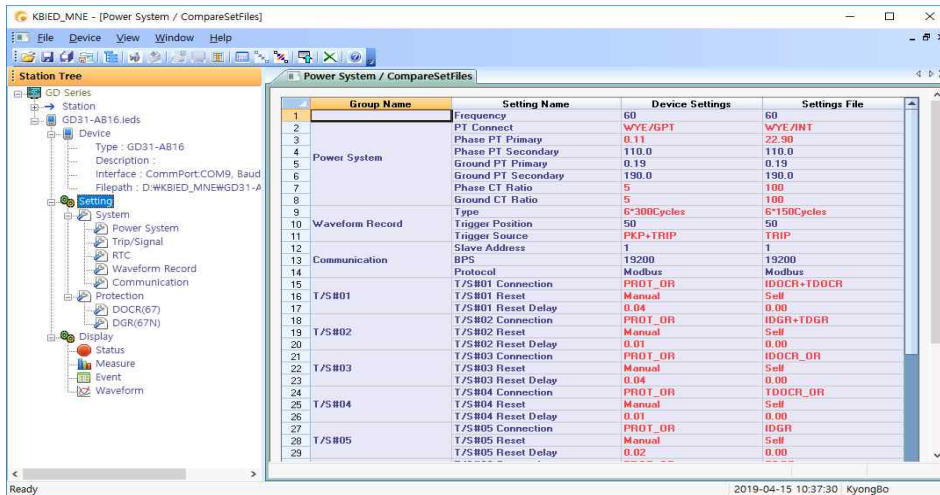 KBIED_MNE - [Power System / CompareSetFiles]
File Device View Window Help
Station Tree
GD Series
Station
GD31-AB16.ieds
Device
Type : GD31-AB16
Description :
Interface : CommPort:COM9, Baud
Filepath : D:₩KBIED_MNE₩GD31-A
Setting
System
Power System
Trip/Signal
RTC
Waveform Record
Communication
Protection
DOCR(67)
DGR(67N)
Display
Status
Measure
Event
Waveform
Power System / CompareSetFiles
Group Name Setting Name Device Settings Settings File
1 Frequency 60 60
2 PT Connect WYE/GPT WYE/INT
3 Phase PT Primary 0.11 22.90
4 Power System Phase PT Secondary 110.0 110.0
5 Ground PT Primary 0.19 0.19
6 Ground PT Secondary 190.0 190.0
7 Phase CT Ratio 5 100
8 Ground CT Ratio 5 100
9 Type 6*300Cycles 6*150Cycles
10 Waveform Record Trigger Position 50 50
11 Trigger Source PKP+TRIP TRIP
12 Slave Address 1 1
13 Communication BPS 19200 19200
14 Protocol Modbus Modbus
15 T/S#01 Connection PROT_OR IDOCR+TDOCR
16 T/S#01 T/S#01 Reset Manual Self
17 T/S#01 Reset Delay 0.04 0.00
18 T/S#02 Connection PROT_OR IDGR+TDGR
19 T/S#02 T/S#02 Reset Manual Self
20 T/S#02 Reset Delay 0.01 0.00
21 T/S#03 Connection PROT_OR IDOCR_OR
22 T/S#03 T/S#03 Reset Manual Self
23 T/S#03 Reset Delay 0.04 0.00
24 T/S#04 Connection PROT_OR TDOCR_OR
25 T/S#04 T/S#04 Reset Manual Self
26 T/S#04 Reset Delay 0.01 0.00
27 T/S#05 Connection PROT_OR IDGR
28 T/S#05 T/S#05 Reset Manual Self
29 T/S#05 Reset Delay 0.02 0.00
Ready
2019-04-15 10:37:30 KyongBo